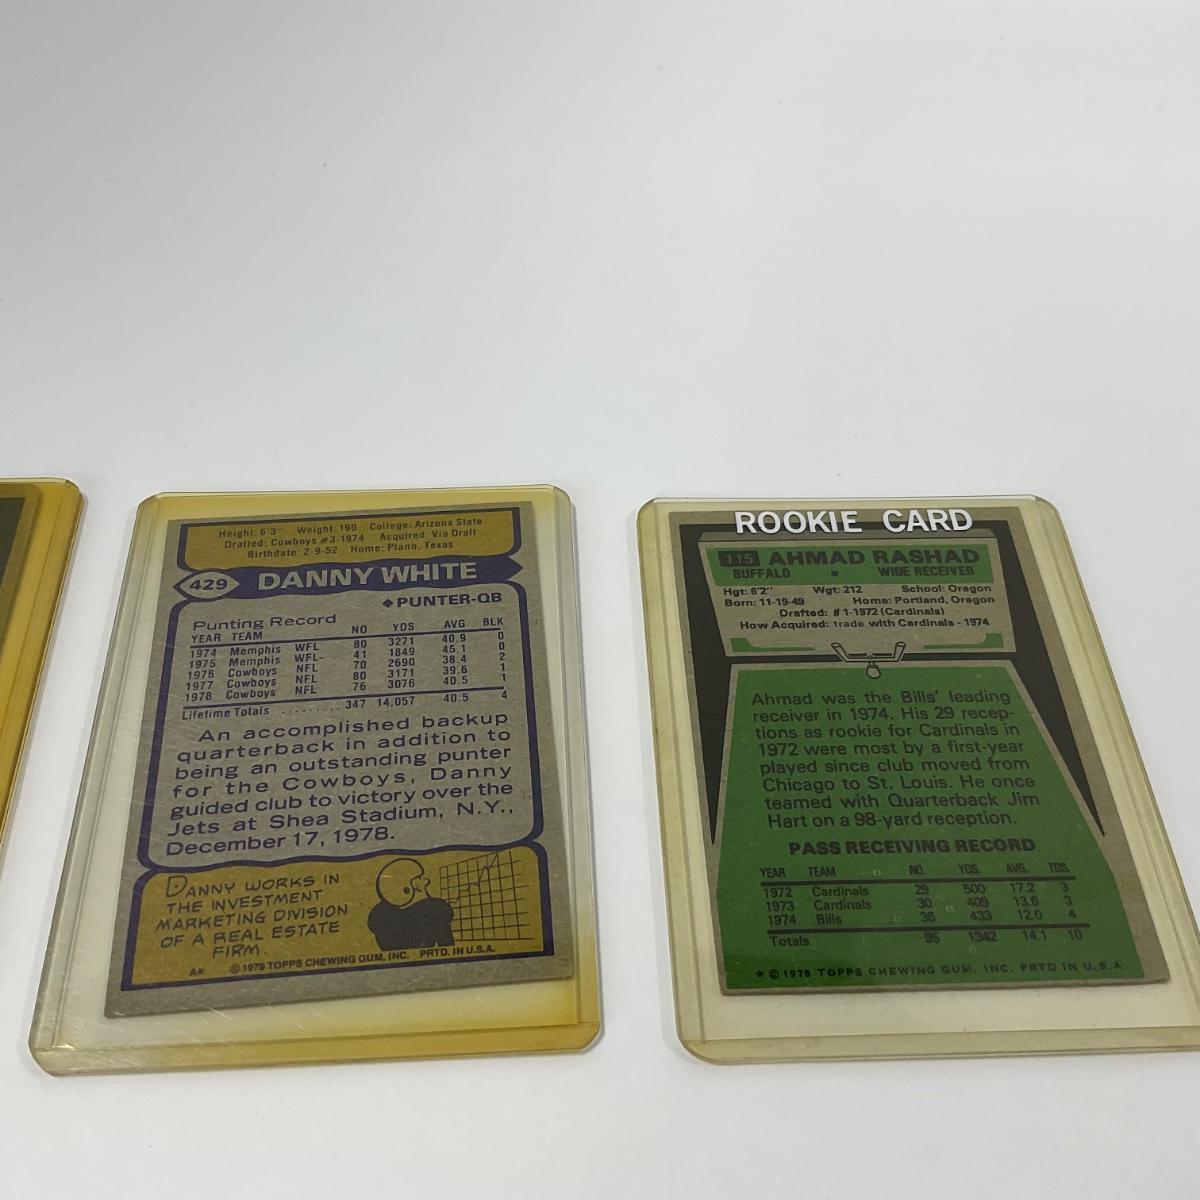 Height: 6'3" Weight: 190 College: Arizona State
Drafted: Cowboys #3-1974 Acquired: Via Draft
Birthdate: 2-9-52 Home: Plano, Texas
429 DANNY WHITE
◆PUNTER-QB
Punting Record
YEAR TEAM NO YDS AVG BLK
1974 Memphis WFL 80 3271 40.9 0
1975 Memphis WFL- 41 1849 45.1 0
1976 Cowboys NFL 70 2690 38.4 2
1977 Cowboys NFL 80 3171 39.6 1
1978 Cowboys NFL 76 3076 40.5 1
Lifetime Totals ......... 347 14,057 40.5 4
An accomplished backup
quarterback in addition to
being an outstanding punter
for the Cowboys, Danny
guided club to victory over the
Jets at Shea Stadium, N.Y.,
December 17, 1978.
DANNY WORKS IN
THE INVESTMENT
MARKETING DIVISION
OF A REAL ESTATE
FIRM.
A* © 1979 TOPPS CHEWING GUM, INC. PRTD. IN U.S.A.
ROOKIE CARD
115 AHMAD RASHAD
BUFFALO • WIDE RECEIVER
Hgt: 6'2" Wgt: 212 School: Oregon
Born: 11-19-49 Home: Portland, Oregon
Drafted: #1-1972 (Cardinals)
How Acquired: trade with Cardinals - 1974
Ahmad was the Bills' leading
receiver in 1974. His 29 recep-
tions as rookie for Cardinals in
1972 were most by a first-year
played since club moved from
Chicago to St. Louis. He once
teamed with Quarterback Jim
Hart on a 98-yard reception.
PASS RECEIVING RECORD
YEAR TEAM NO. YDS. AVG. TDS.
1972 Cardinals 29 500 17.2 3
1973 Cardinals 30 409 13.6 3
1974 Bills 36 433 12.0 4
Totals 95 1342 14.1 10
* © 1975 TOPPS CHEWING GUM, INC. PRTD IN U.S.A.